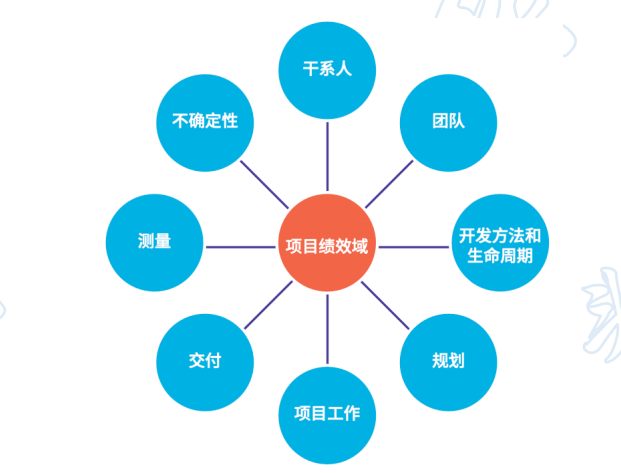 干系人
不确定性
团队
测量
项目绩效域
开发方法和
生命周期
交付
规划
项目工作